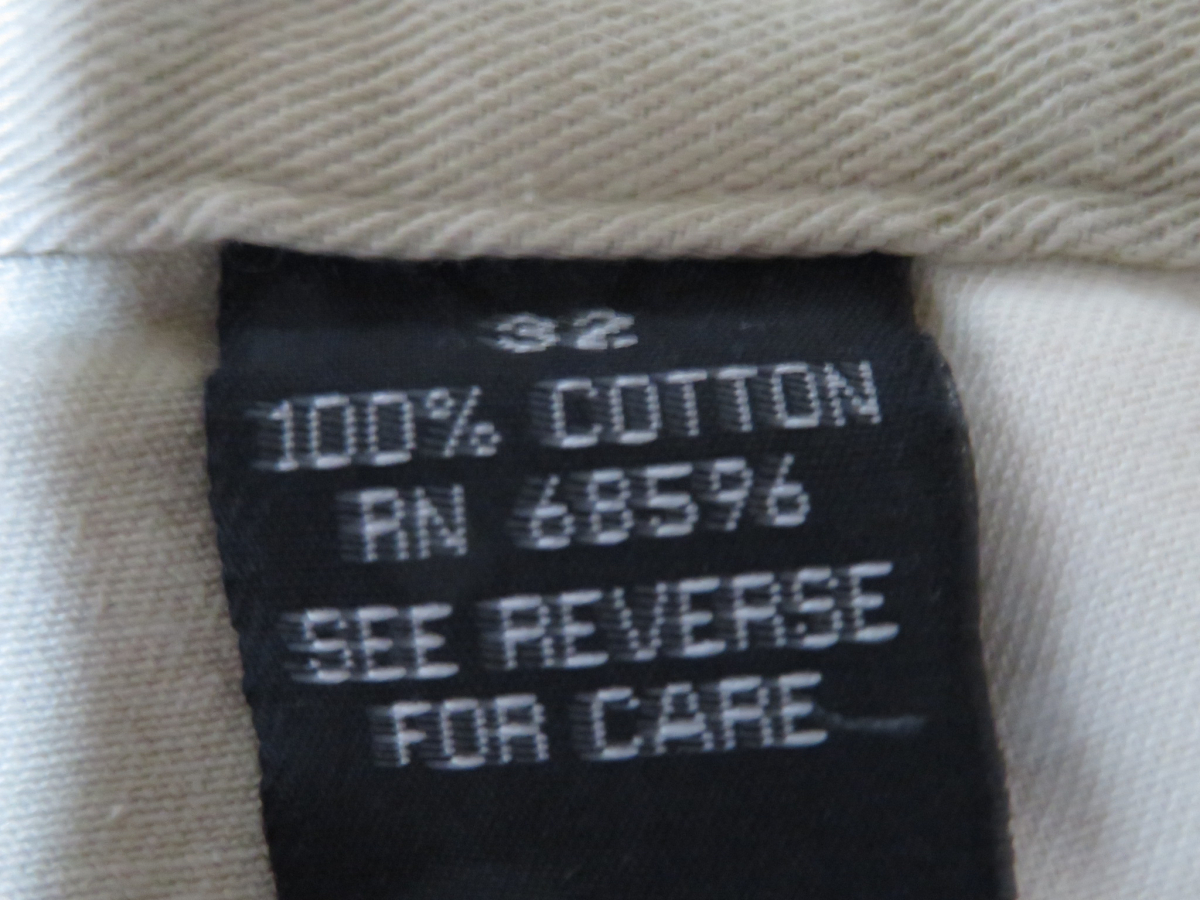 32
100% COTTON
RN 68596
SEE REVERSE
FOR CARE